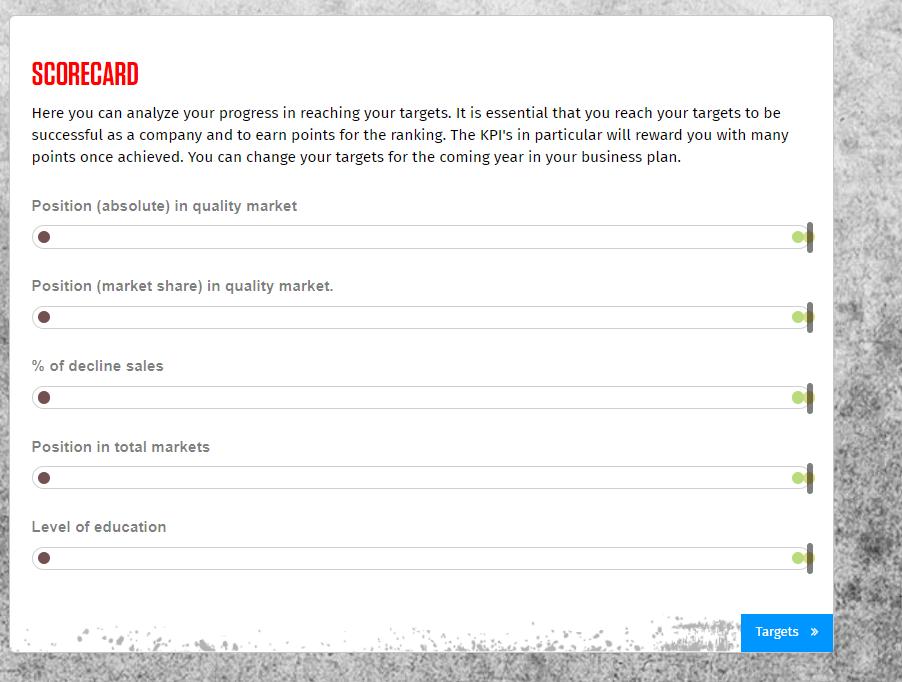 SCORECARD
Here you can analyze your progress in reaching your targets. It is essential that you reach your targets to be
successful as a company and to earn points for the ranking. The KPI's in particular will reward you with many
points once achieved. You can change your targets for the coming year in your business plan.
Position (absolute) in quality market
Position (market share) in quality market.
% of decline sales
Position in total markets
Level of education
Targets »